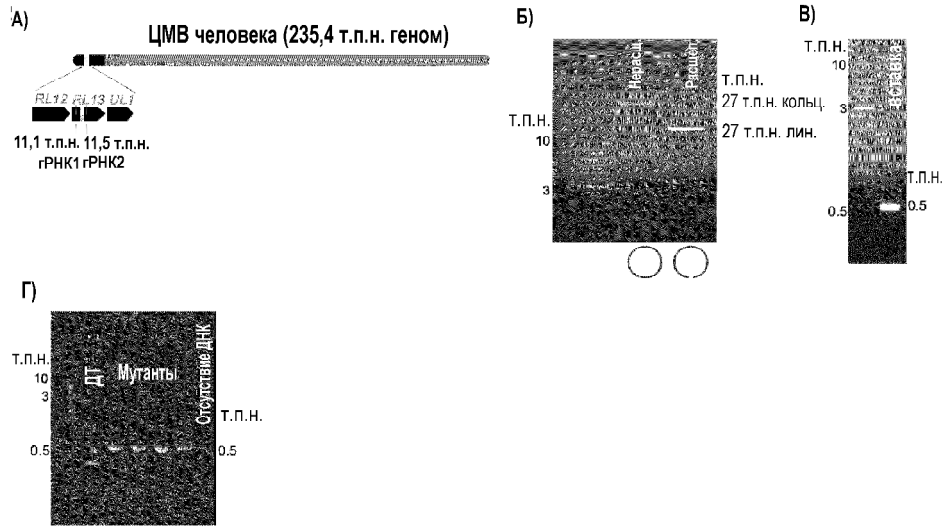 А)
ЦМВ человека (235,4 т.п.н. геном)
RL12 RL13 UL1
11,1 т.п.н. 11,5 т.п.н.
гРНК1 гРНК2
Б)
Нерасщ.
Расщеп.
т.п.н.
27 т.п.н. кольц.
т.п.н.
27 т.п.н. лин.
10
3
В)
т.п.н.
10
Вставка
3
т.п.н.
0.5
0.5
Г)
т.п.н.
10
3
ДТ
Мутанты
Отсутствие ДНК
т.п.н.
0.5
0.5